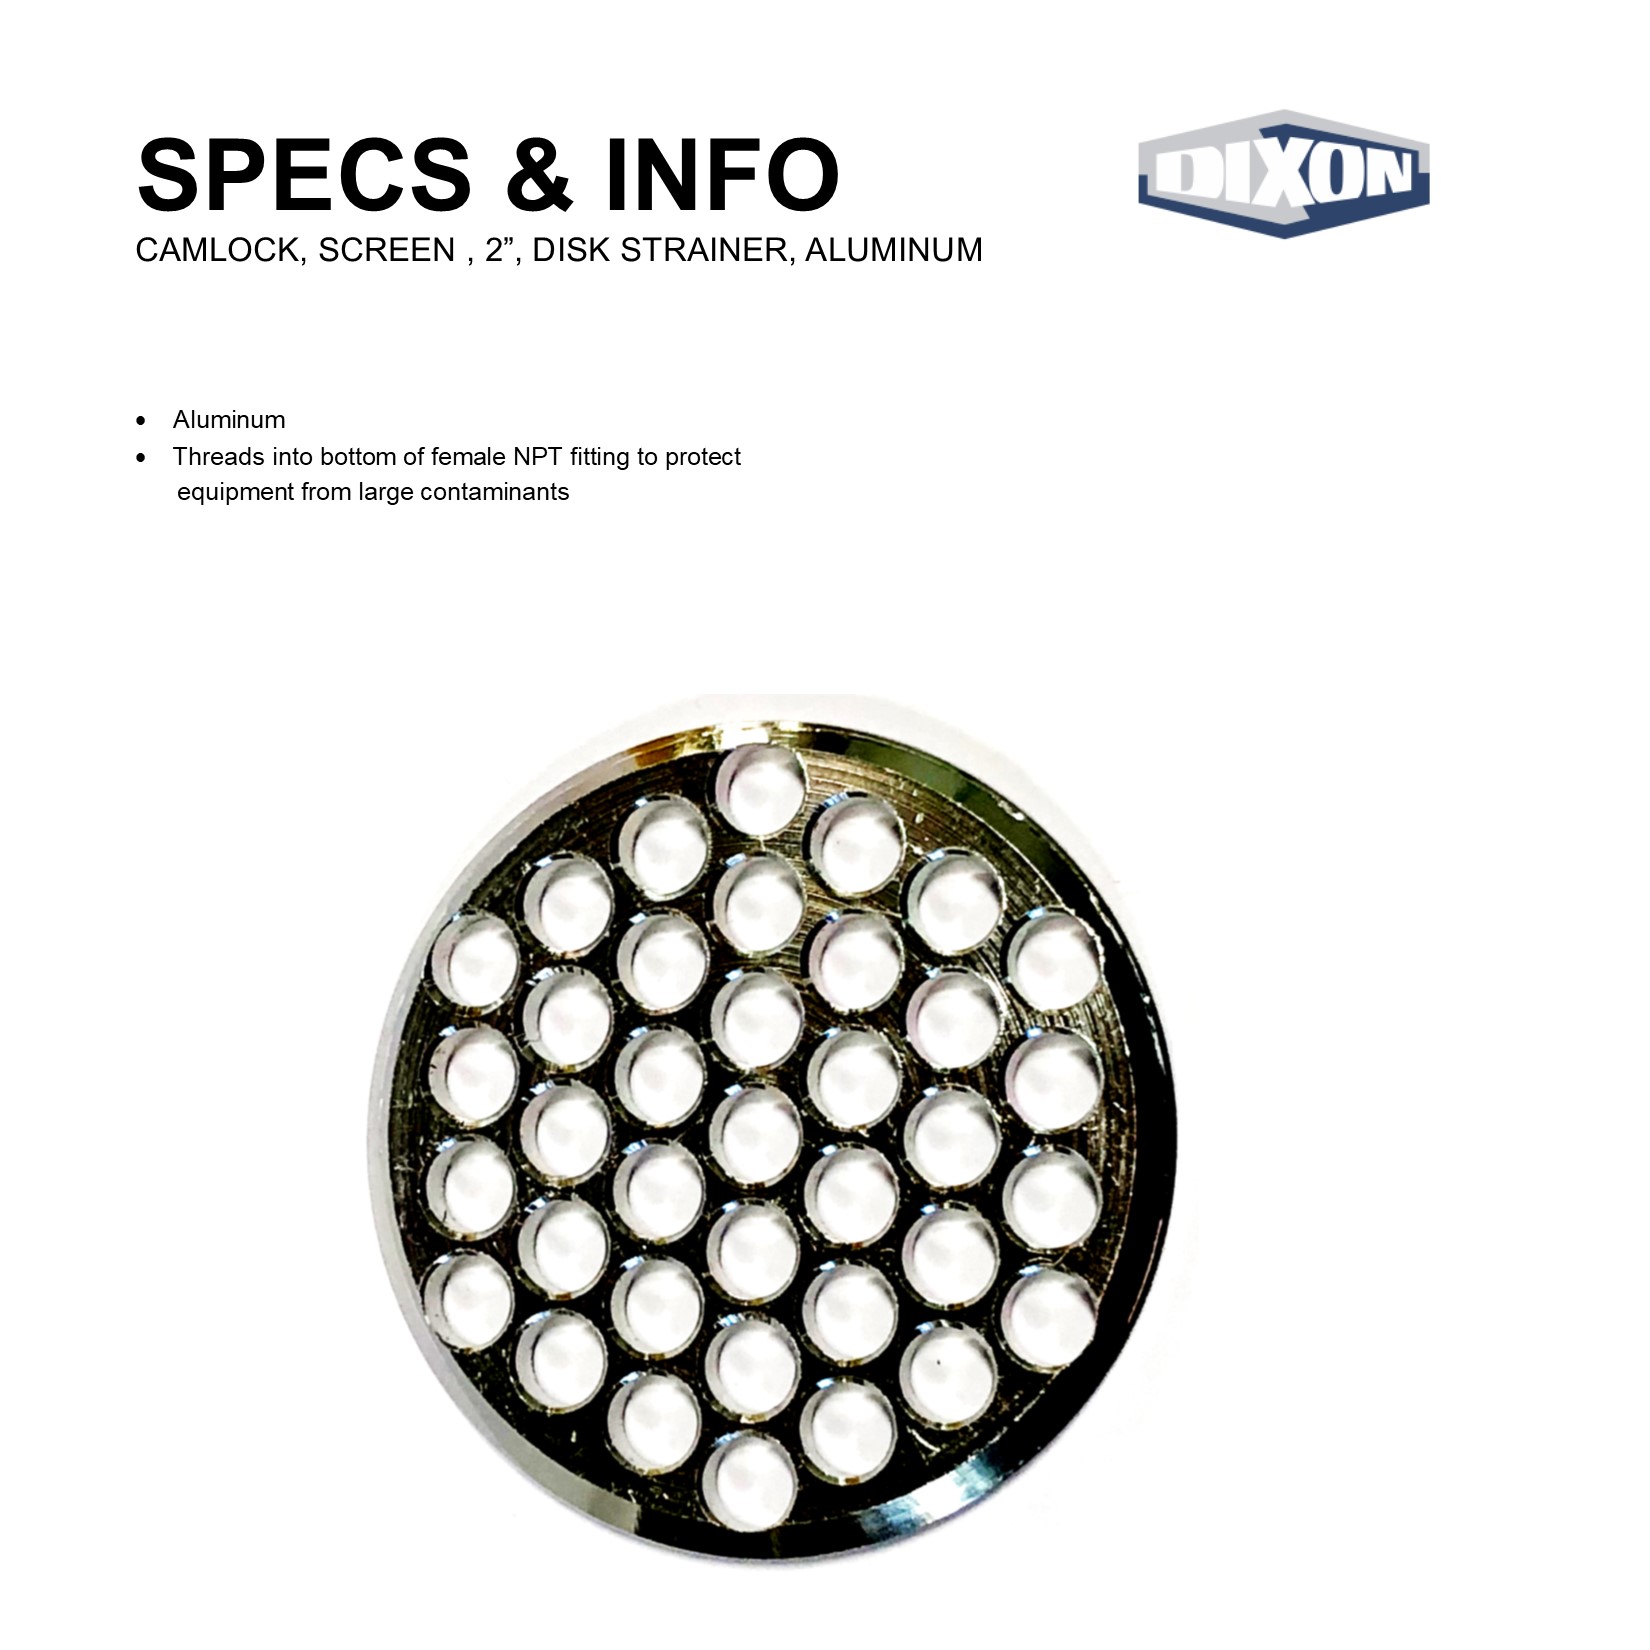 SPECS & INFO
DIXON
CAMLOCK, SCREEN , 2”, DISK STRAINER, ALUMINUM
• Aluminum
• Threads into bottom of female NPT fitting to protect
equipment from large contaminants